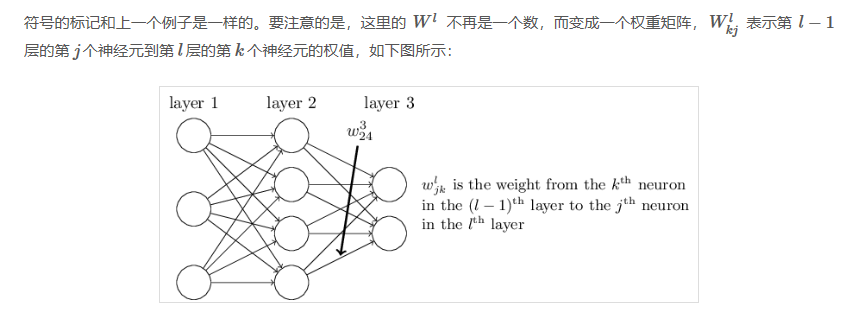 符号的标记和上一个例子是一样的。要注意的是，这里的 W^l 不再是一个数，而变成一个权重矩阵， W^l_{kj} 表示第 l − 1
层的第 j 个神经元到第 l 层的第 k 个神经元的权值，如下图所示：
layer 1 layer 2 layer 3
w^3_{24}
w^l_{jk} is the weight from the k^{th} neuron
in the (l − 1)^{th} layer to the j^{th} neuron
in the l^{th} layer